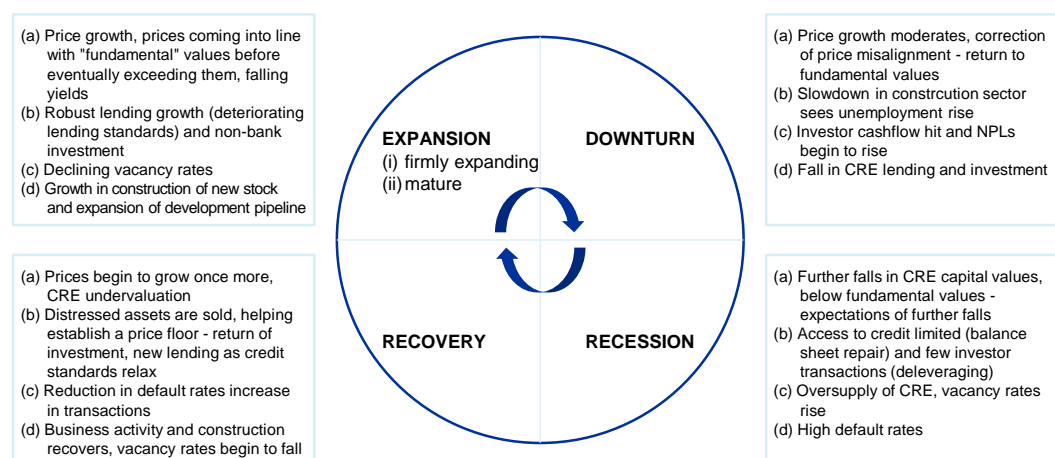 (a) Price growth, prices coming into line
with "fundamental" values before
eventually exceeding them, falling
yields
(b) Robust lending growth (deteriorating
lending standards) and non-bank
investment
(c) Declining vacancy rates
(d) Growth in construction of new stock
and expansion of development pipeline
EXPANSION
(i) firmly expanding
(ii) mature
DOWNTURN
(a) Price growth moderates, correction
of price misalignment - return to
fundamental values
(b) Slowdown in constrcution sector
sees unemployment rise
(c) Investor cashflow hit and NPLs
begin to rise
(d) Fall in CRE lending and investment
(a) Prices begin to grow once more,
CRE undervaluation
(b) Distressed assets are sold, helping
establish a price floor - return of
investment, new lending as credit
standards relax
(c) Reduction in default rates increase
in transactions
(d) Business activity and construction
recovers, vacancy rates begin to fall
RECOVERY
RECESSION
(a) Further falls in CRE capital values,
below fundamental values -
expectations of further falls
(b) Access to credit limited (balance
sheet repair) and few investor
transactions (deleveraging)
(c) Oversupply of CRE, vacancy rates
rise
(d) High default rates